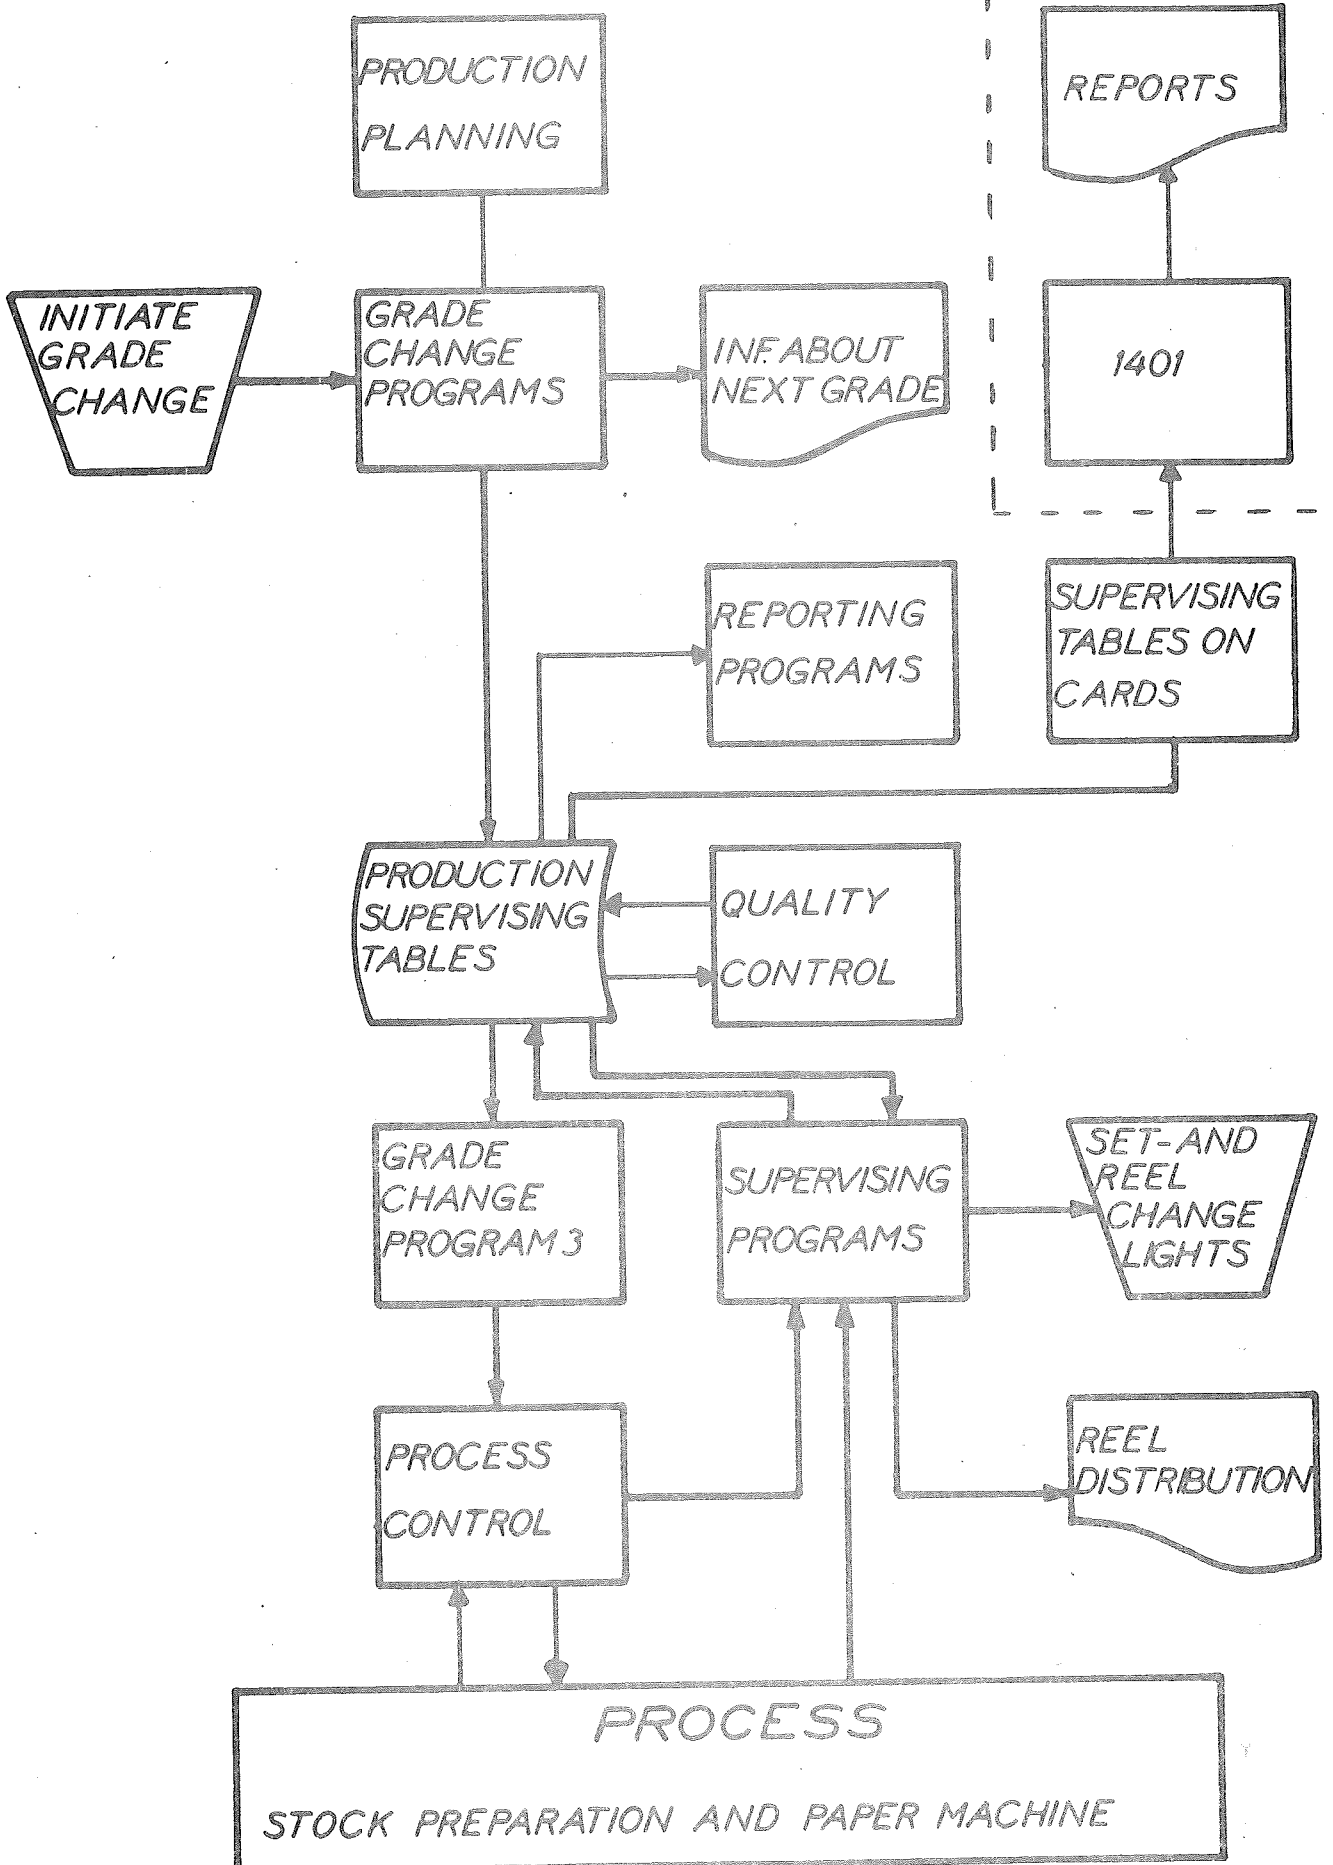 PRODUCTION
PLANNING
REPORTS
INITIATE
GRADE
CHANGE
GRADE
CHANGE
PROGRAMS
INF. ABOUT
NEXT GRADE
1401
REPORTING
PROGRAMS
SUPERVISING
TABLES ON
CARDS
PRODUCTION
SUPERVISING
TABLES
QUALITY
CONTROL
GRADE
CHANGE
PROGRAM 3
SUPERVISING
PROGRAMS
SET-AND
REEL
CHANGE
LIGHTS
PROCESS
CONTROL
REEL
DISTRIBUTION
PROCESS
STOCK PREPARATION AND PAPER MACHINE